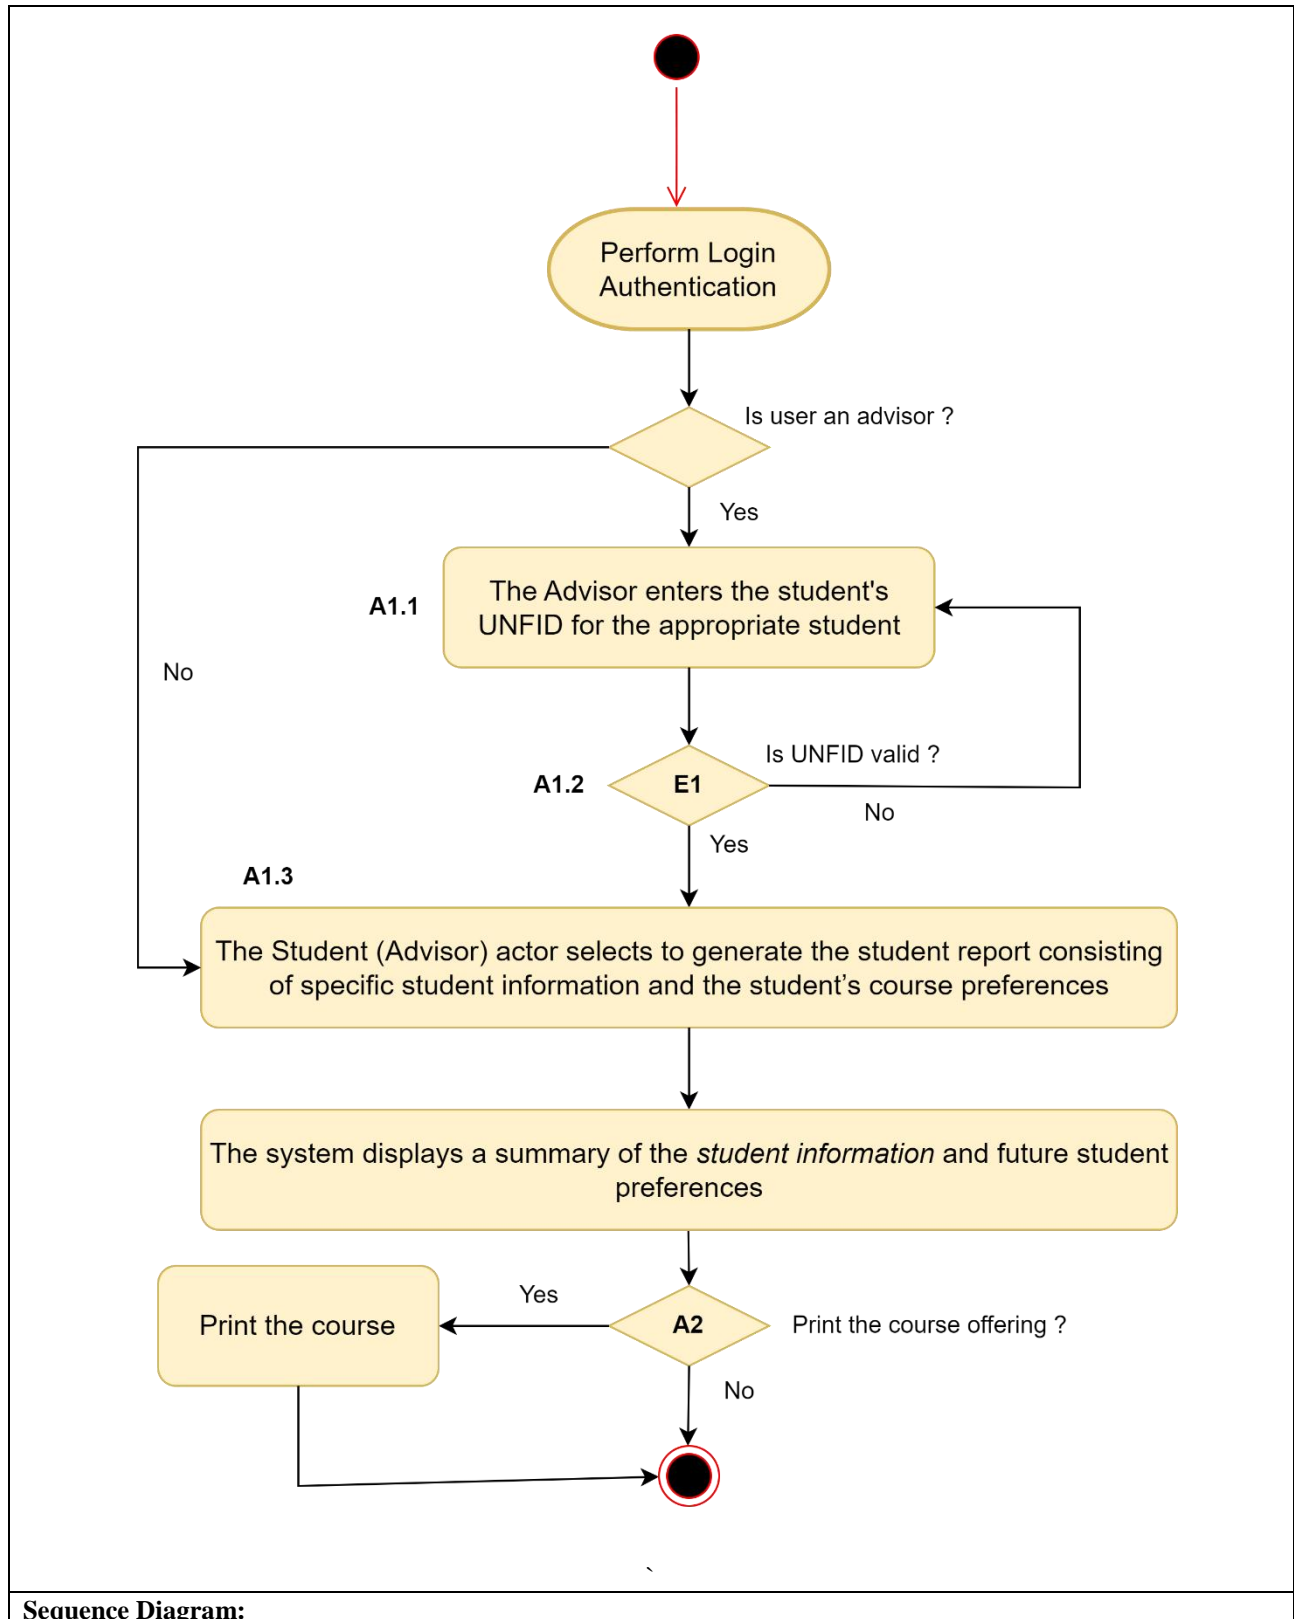 Perform Login
Authentication
Is user an advisor ?
Yes
The Advisor enters the student's
UNFID for the appropriate student
A1.1
No
Is UNFID valid ?
A1.2
E1
No
Yes
A1.3
The Student (Advisor) actor selects to generate the student report consisting
of specific student information and the student’s course preferences
The system displays a summary of the student information and future student
preferences
Yes
Print the course
A2
Print the course offering ?
No
`
Sequence Diagram: